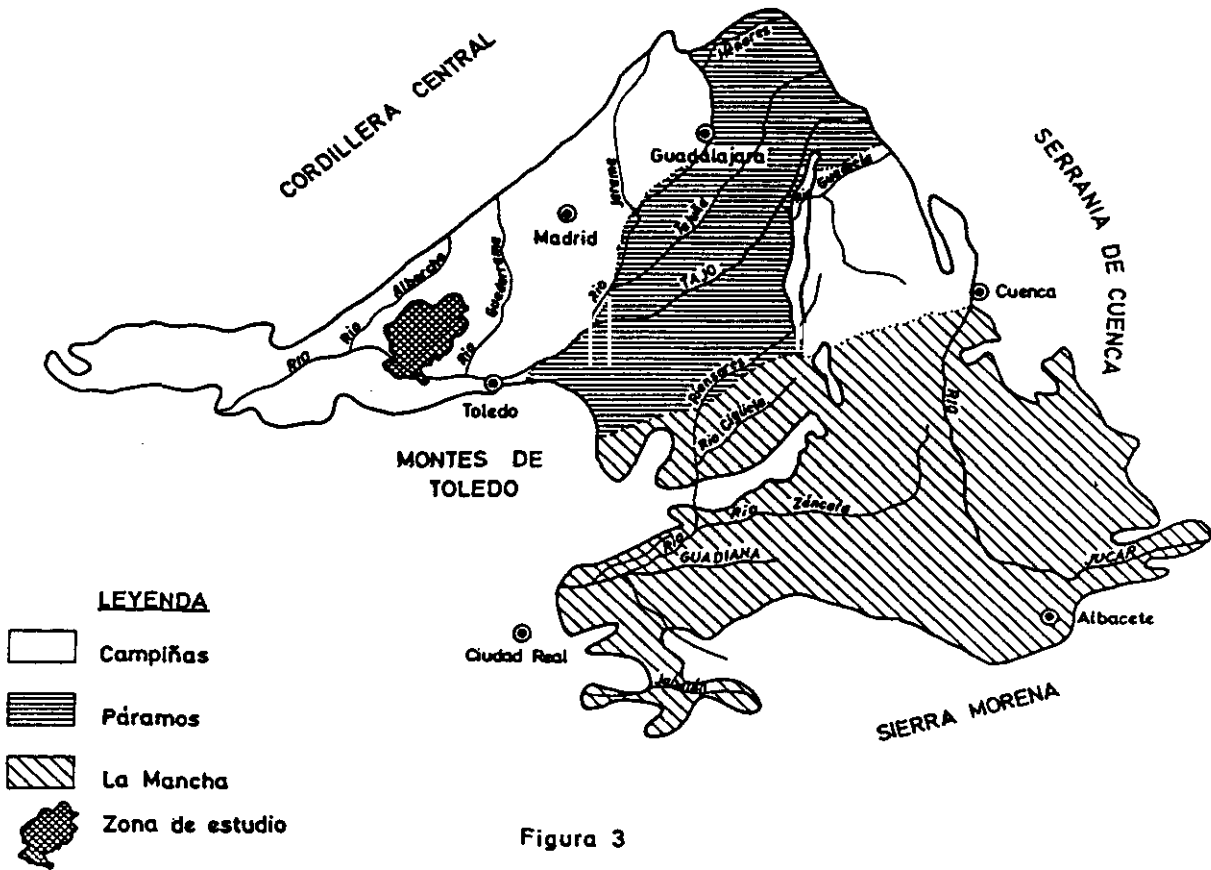 CORDILLERA CENTRAL
Henares
Guadalajara
Río Guadiela
SERRANIA DE CUENCA
Jarama
Madrid
Tajuña
TAJO
Río
Cuenca
Río Alberche
Guadarrama
Río
Río
Toledo
Riansares
Río Cigüela
Río
MONTES DE
TOLEDO
Río Záncara
Río
GUADIANA
JUCAR
Albacete
Ciudad Real
Jabalón
SIERRA MORENA
LEYENDA
Campiñas
Páramos
La Mancha
Zona de estudio
Figura 3